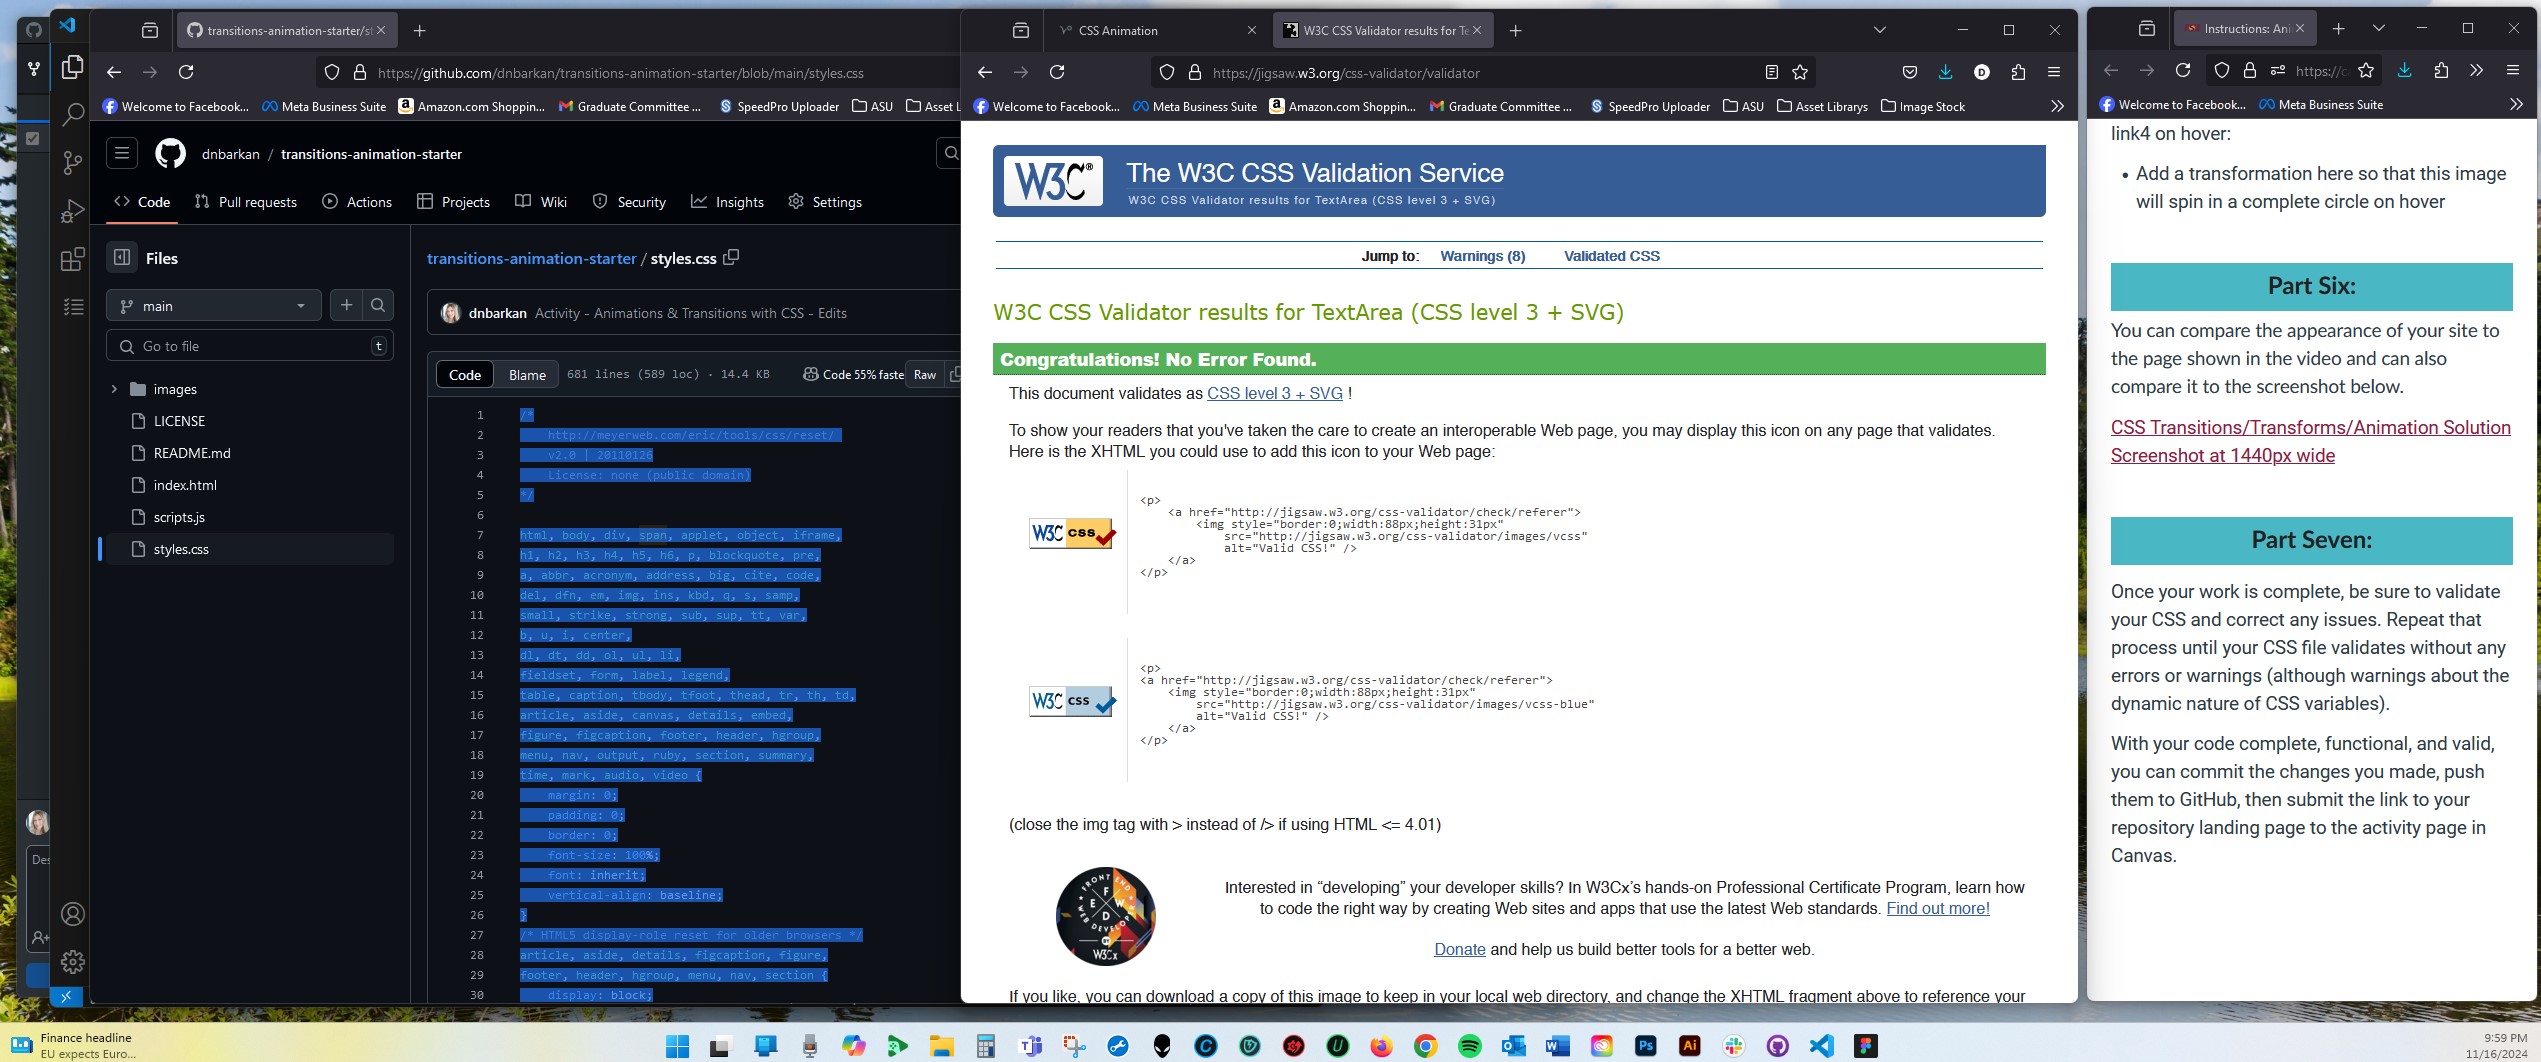 transitions-animation-starter/st
https://github.com/dnbarkan/transitions-animation-starter/blob/main/styles.css
Welcome to Facebook...
Meta Business Suite
Amazon.com Shoppin...
Graduate Committee ...
SpeedPro Uploader
ASU
Asset L
dnbarkan / transitions-animation-starter
Code
Pull requests
Actions
Projects
Wiki
Security
Insights
Settings
Files
main
Go to file
t
images
LICENSE
README.md
index.html
scripts.js
styles.css
transitions-animation-starter / styles.css
dnbarkan Activity - Animations & Transitions with CSS - Edits
Code
Blame
681 lines (589 loc) · 14.4 KB
Code 55% faste
Raw
1 /*
2 http://meyerweb.com/eric/tools/css/reset/
3 v2.0 | 20110126
4 License: none (public domain)
5 */
6
7 html, body, div, span, applet, object, iframe,
8 h1, h2, h3, h4, h5, h6, p, blockquote, pre,
9 a, abbr, acronym, address, big, cite, code,
10 del, dfn, em, img, ins, kbd, q, s, samp,
11 small, strike, strong, sub, sup, tt, var,
12 b, u, i, center,
13 dl, dt, dd, ol, ul, li,
14 fieldset, form, label, legend,
15 table, caption, tbody, tfoot, thead, tr, th, td,
16 article, aside, canvas, details, embed,
17 figure, figcaption, footer, header, hgroup,
18 menu, nav, output, ruby, section, summary,
19 time, mark, audio, video {
20 margin: 0;
21 padding: 0;
22 border: 0;
23 font-size: 100%;
24 font: inherit;
25 vertical-align: baseline;
26 }
27 /* HTML5 display-role reset for older browsers */
28 article, aside, details, figcaption, figure,
29 footer, header, hgroup, menu, nav, section {
30 display: block;
Des
CSS Animation
W3C CSS Validator results for Te
https://jigsaw.w3.org/css-validator/validator
D
Welcome to Facebook...
Meta Business Suite
Amazon.com Shoppin...
Graduate Committee ...
SpeedPro Uploader
ASU
Asset Librarys
Image Stock
W3C®
The W3C CSS Validation Service
W3C CSS Validator results for TextArea (CSS level 3 + SVG)
Jump to: Warnings (8) Validated CSS
W3C CSS Validator results for TextArea (CSS level 3 + SVG)
Congratulations! No Error Found.
This document validates as CSS level 3 + SVG !
To show your readers that you've taken the care to create an interoperable Web page, you may display this icon on any page that validates.
Here is the XHTML you could use to add this icon to your Web page:
W3C css
<p>
<a href="http://jigsaw.w3.org/css-validator/check/referer">
<img style="border:0;width:88px;height:31px"
src="http://jigsaw.w3.org/css-validator/images/vcss"
alt="Valid CSS!" />
</a>
</p>
W3C css
<p>
<a href="http://jigsaw.w3.org/css-validator/check/referer">
<img style="border:0;width:88px;height:31px"
src="http://jigsaw.w3.org/css-validator/images/vcss-blue"
alt="Valid CSS!" />
</a>
</p>
(close the img tag with > instead of /> if using HTML <= 4.01)
FRONT END
FEWD
WEB DEVELOPER
W3Cx
Interested in “developing” your developer skills? In W3Cx’s hands-on Professional Certificate Program, learn how
to code the right way by creating Web sites and apps that use the latest Web standards. Find out more!
Donate and help us build better tools for a better web.
If you like, you can download a copy of this image to keep in your local web directory, and change the XHTML fragment above to reference your
Instructions: Ani
https://c
Welcome to Facebook...
Meta Business Suite
link4 on hover:
• Add a transformation here so that this image
will spin in a complete circle on hover
Part Six:
You can compare the appearance of your site to
the page shown in the video and can also
compare it to the screenshot below.
CSS Transitions/Transforms/Animation Solution
Screenshot at 1440px wide
Part Seven:
Once your work is complete, be sure to validate
your CSS and correct any issues. Repeat that
process until your CSS file validates without any
errors or warnings (although warnings about the
dynamic nature of CSS variables).
With your code complete, functional, and valid,
you can commit the changes you made, push
them to GitHub, then submit the link to your
repository landing page to the activity page in
Canvas.
Finance headline
EU expects Euro...
Ps
Ai
9:59 PM
11/16/2024